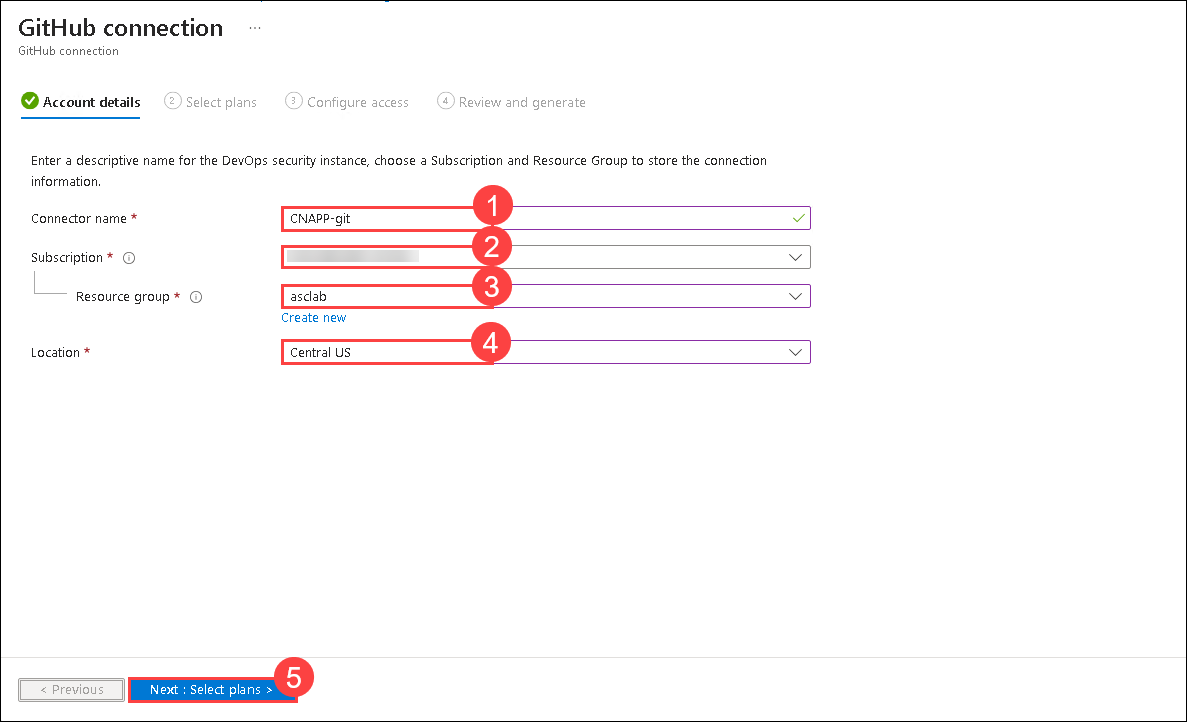 GitHub connection ...
GitHub connection
Account details 2 Select plans 3 Configure access 4 Review and generate
Enter a descriptive name for the DevOps security instance, choose a Subscription and Resource Group to store the connection
information.
Connector name * CNAPP-git 1
Subscription * 2
Resource group * asclab 3
Create new
Location * Central US 4
< Previous Next : Select plans > 5